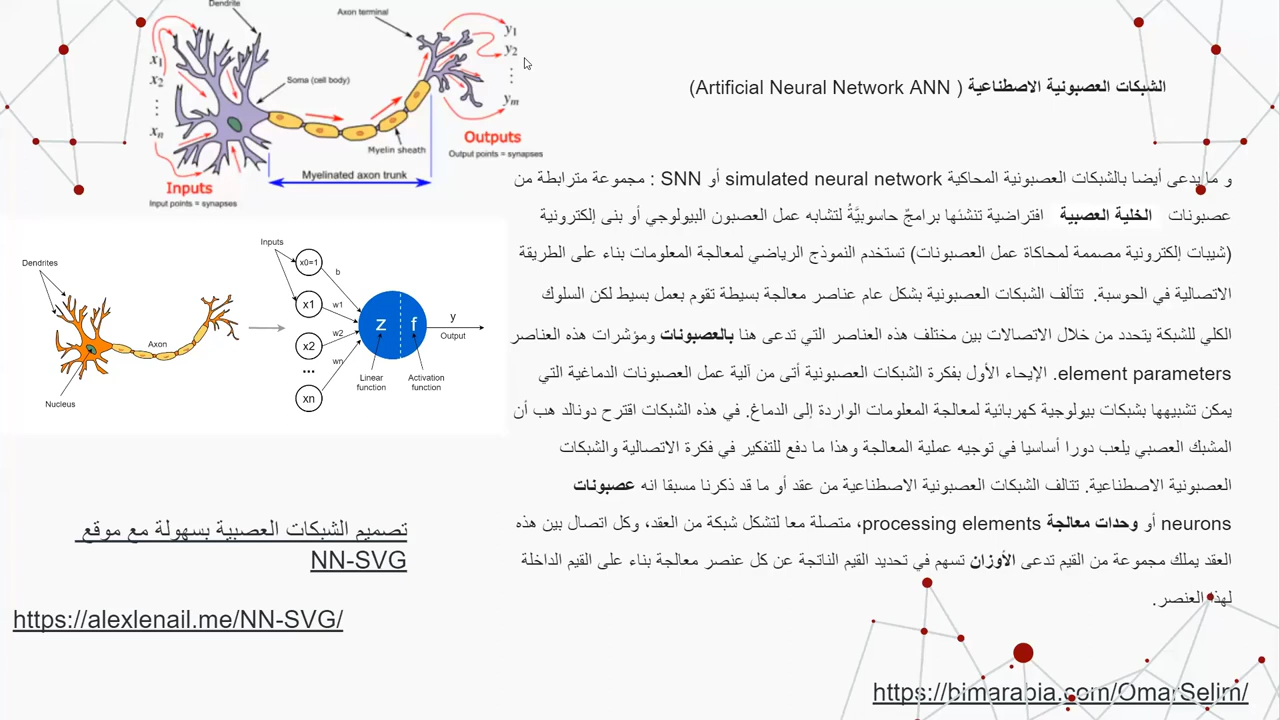 الشبكات العصبونية الاصطناعية ( Artificial Neural Network ANN)
و ما يدعى أيضا بالشبكات العصبونية المحاكية simulated neural network أو SNN : مجموعة مترابطة من
عصبونات الخلية العصبية افتراضية تنشئها برامجٌ حاسوبيَّةُ لتشابه عمل العصبون البيولوجي أو بنى إلكترونية
(شيبات إلكترونية مصممة لمحاكاة عمل العصبونات) تستخدم النموذج الرياضي لمعالجة المعلومات بناء على الطريقة
الاتصالية في الحوسبة. تتألف الشبكات العصبونية بشكل عام عناصر معالجة بسيطة تقوم بعمل بسيط لكن السلوك
الكلي للشبكة يتحدد من خلال الاتصالات بين مختلف هذه العناصر التي تدعى هنا بالعصبونات ومؤشرات هذه العناصر
element parameters. الإيحاء الأول بفكرة الشبكات العصبونية أتى من آلية عمل العصبونات الدماغية التي
يمكن تشبيهها بشبكات بيولوجية كهربائية لمعالجة المعلومات الواردة إلى الدماغ. في هذه الشبكات اقترح دونالد هب أن
المشبك العصبي يلعب دورا أساسيا في توجيه عملية المعالجة وهذا ما دفع للتفكير في فكرة الاتصالية والشبكات
العصبونية الاصطناعية. تتالف الشبكات العصبونية الاصطناعية من عقد أو ما قد ذكرنا مسبقا انه عصبونات
neurons أو وحدات معالجة processing elements، متصلة معا لتشكل شبكة من العقد، وكل اتصال بين هذه
العقد يملك مجموعة من القيم تدعى الأوزان تسهم في تحديد القيم الناتجة عن كل عنصر معالجة بناء على القيم الداخلة
لهذا العنصر.
Dendrite
Axon terminal
x1
x2
⋮
xn
Soma (cell body)
y1
y2
⋮
ym
Myelin sheath
Outputs
Output points = synapses
Myelinated axon trunk
Inputs
Input points = synapses
Dendrites
Axon
Nucleus
Inputs
x0=1
b
x1
w1
x2
w2
...
wn
xn
z
f
y
Output
Linear
function
Activation
function
تصميم الشبكات العصبية بسهولة مع موقع
NN-SVG
https://alexlenail.me/NN-SVG/
https://bimarabia.com/OmarSelim/